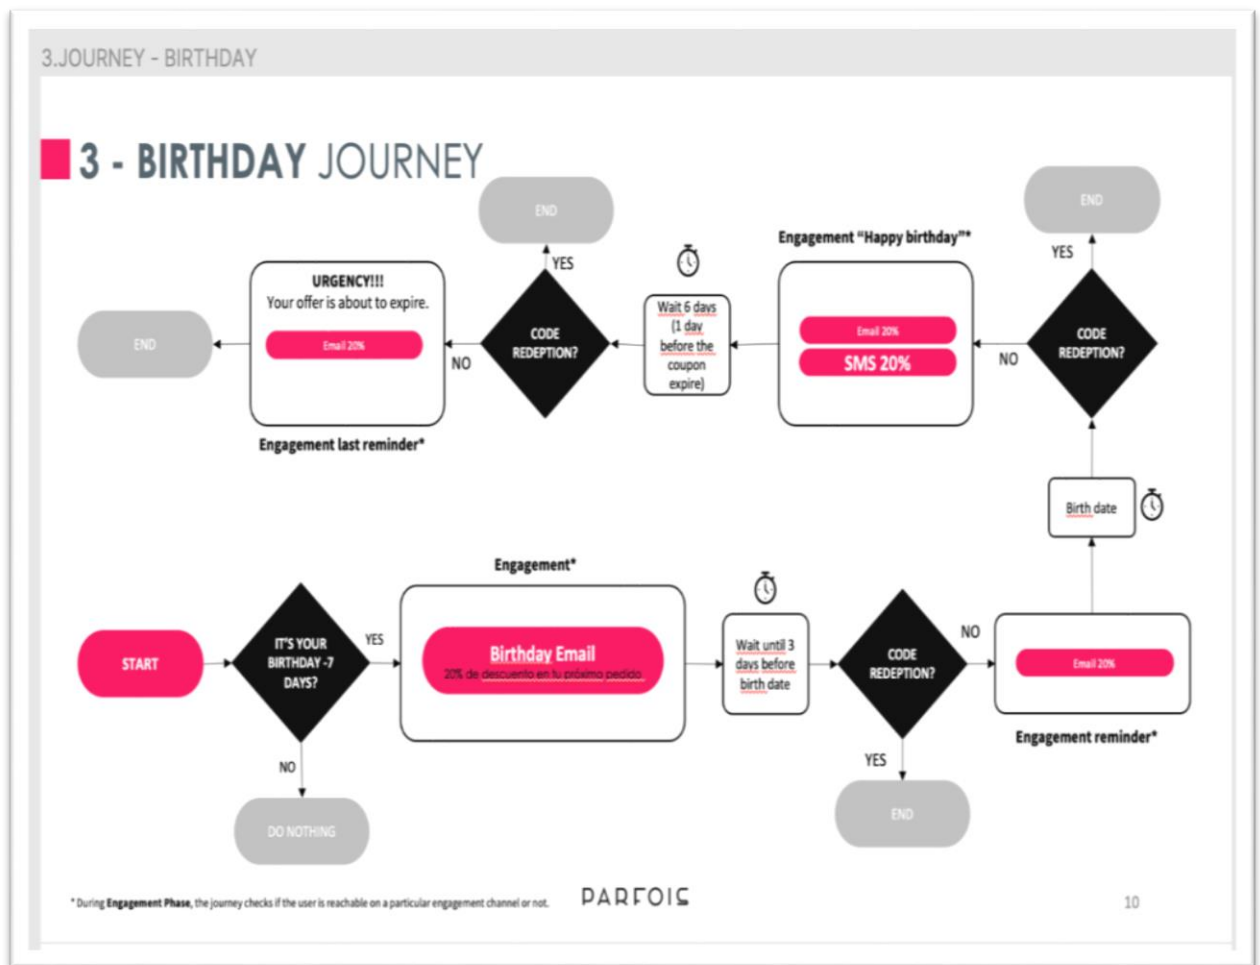 3.JOURNEY - BIRTHDAY
3 - BIRTHDAY JOURNEY
END
END
Engagement “Happy birthday”*
YES
YES
URGENCY!!!
Your offer is about to expire.
Email 20%
END
CODE
REDEPTION?
NO
Wait 6 days
(1 day
before the
coupon
expire)
Email 20%
SMS 20%
NO
CODE
REDEPTION?
Engagement last reminder*
Birth date
Engagement*
START
IT'S YOUR
BIRTHDAY -7
DAYS?
YES
Birthday Email
20% de descuento en tu próximo pedido
Wait until 3
days before
birth date
CODE
REDEPTION?
NO
Email 20%
Engagement reminder*
NO
YES
DO NOTHING
END
* During Engagement Phase, the journey checks if the user is reachable on a particular engagement channel or not.
PARFOIS
10